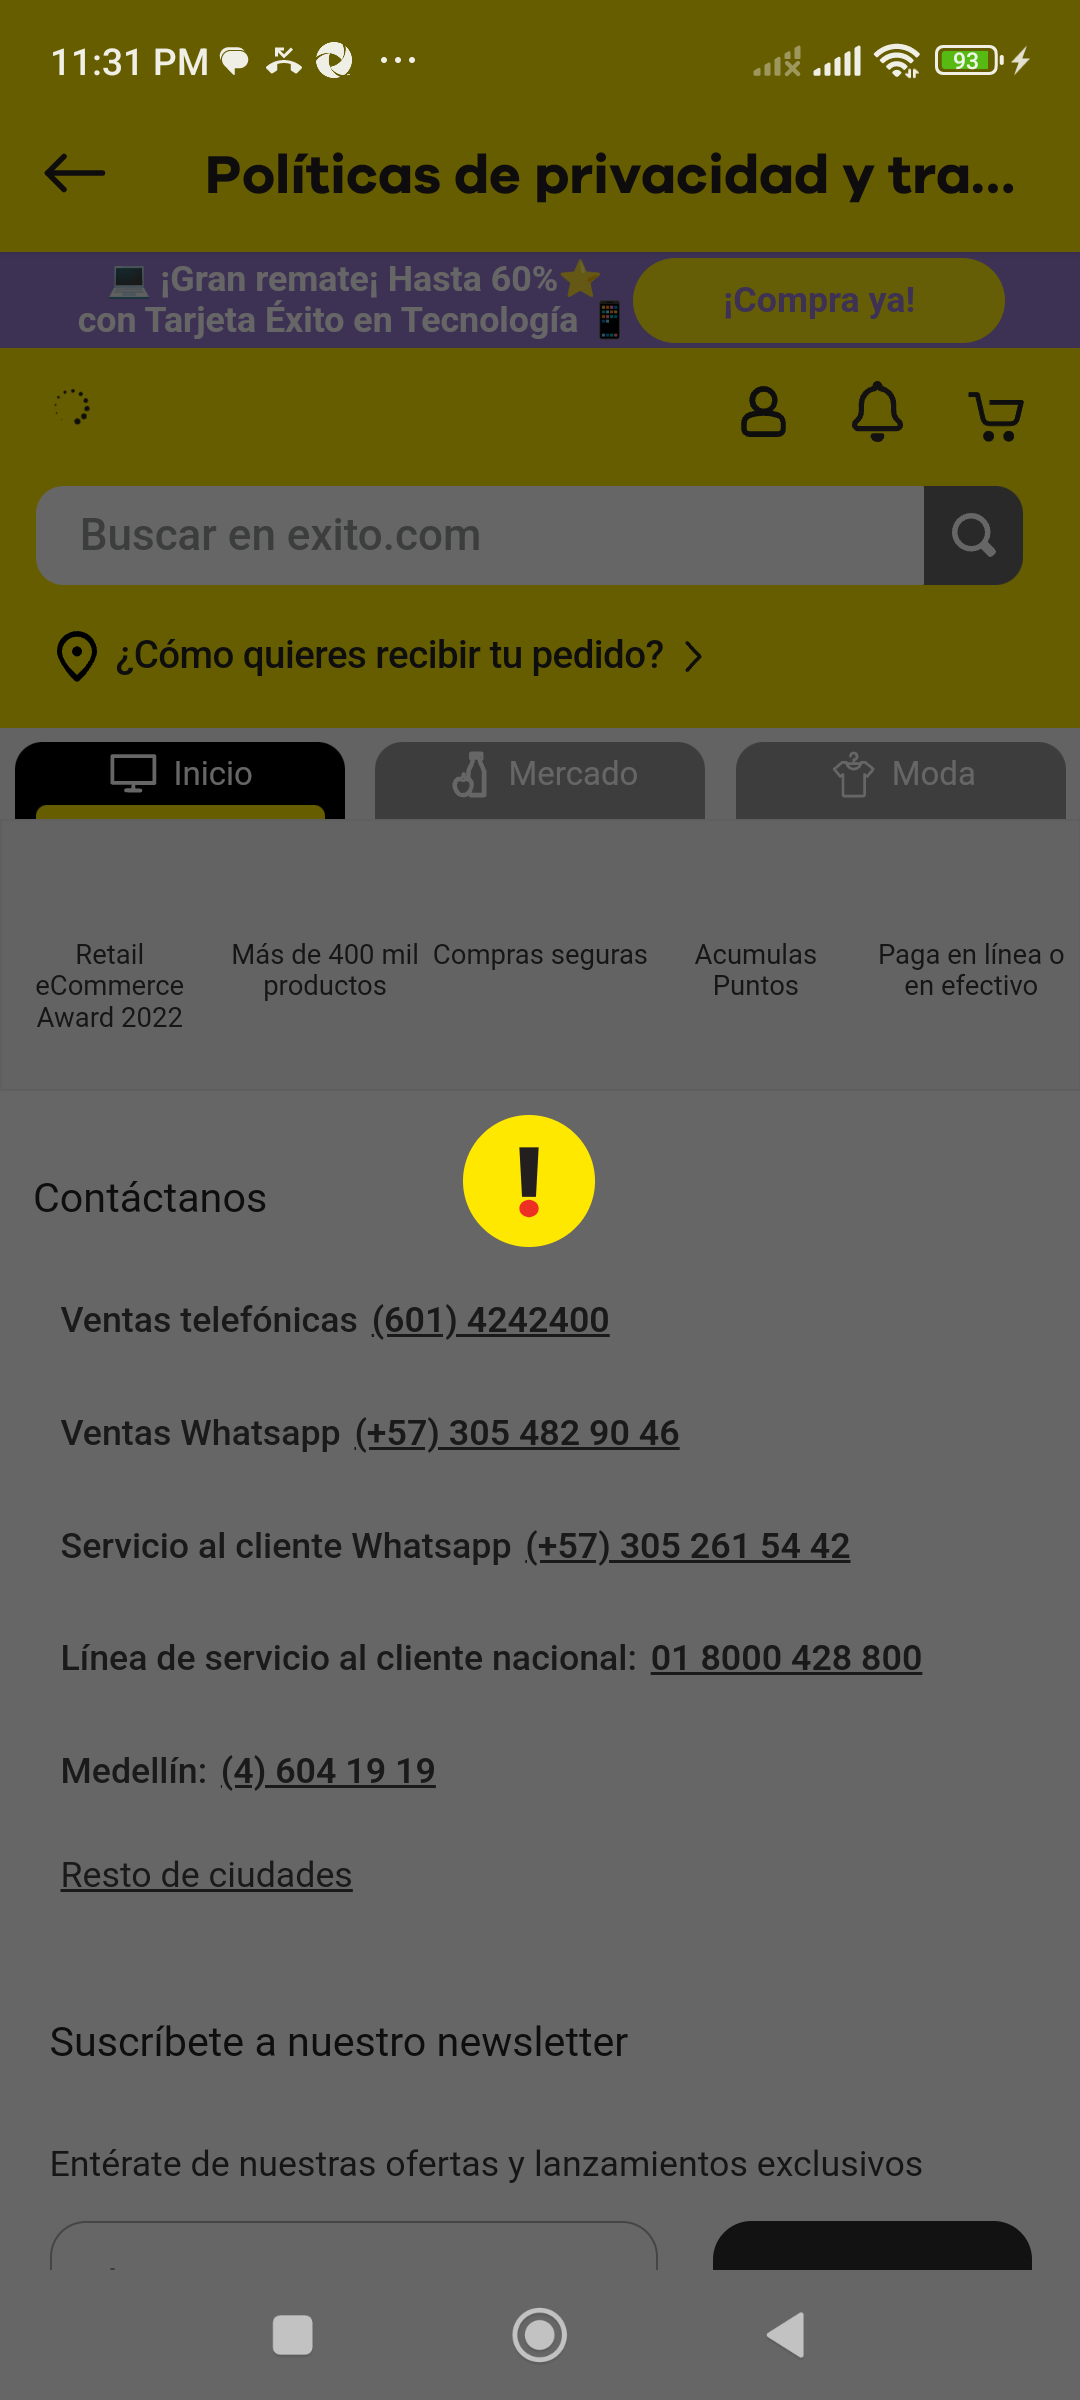 11:31 PM
93
Políticas de privacidad y tra...
💻 ¡Gran remate¡ Hasta 60%⭐
con Tarjeta Éxito en Tecnología 📱
¡Compra ya!
Buscar en exito.com
¿Cómo quieres recibir tu pedido?
Inicio
Mercado
Moda
Retail
eCommerce
Award 2022
Más de 400 mil
productos
Compras seguras
Acumulas
Puntos
Paga en línea o
en efectivo
Contáctanos
Ventas telefónicas (601) 4242400
Ventas Whatsapp (+57) 305 482 90 46
Servicio al cliente Whatsapp (+57) 305 261 54 42
Línea de servicio al cliente nacional: 01 8000 428 800
Medellín: (4) 604 19 19
Resto de ciudades
Suscríbete a nuestro newsletter
Entérate de nuestras ofertas y lanzamientos exclusivos